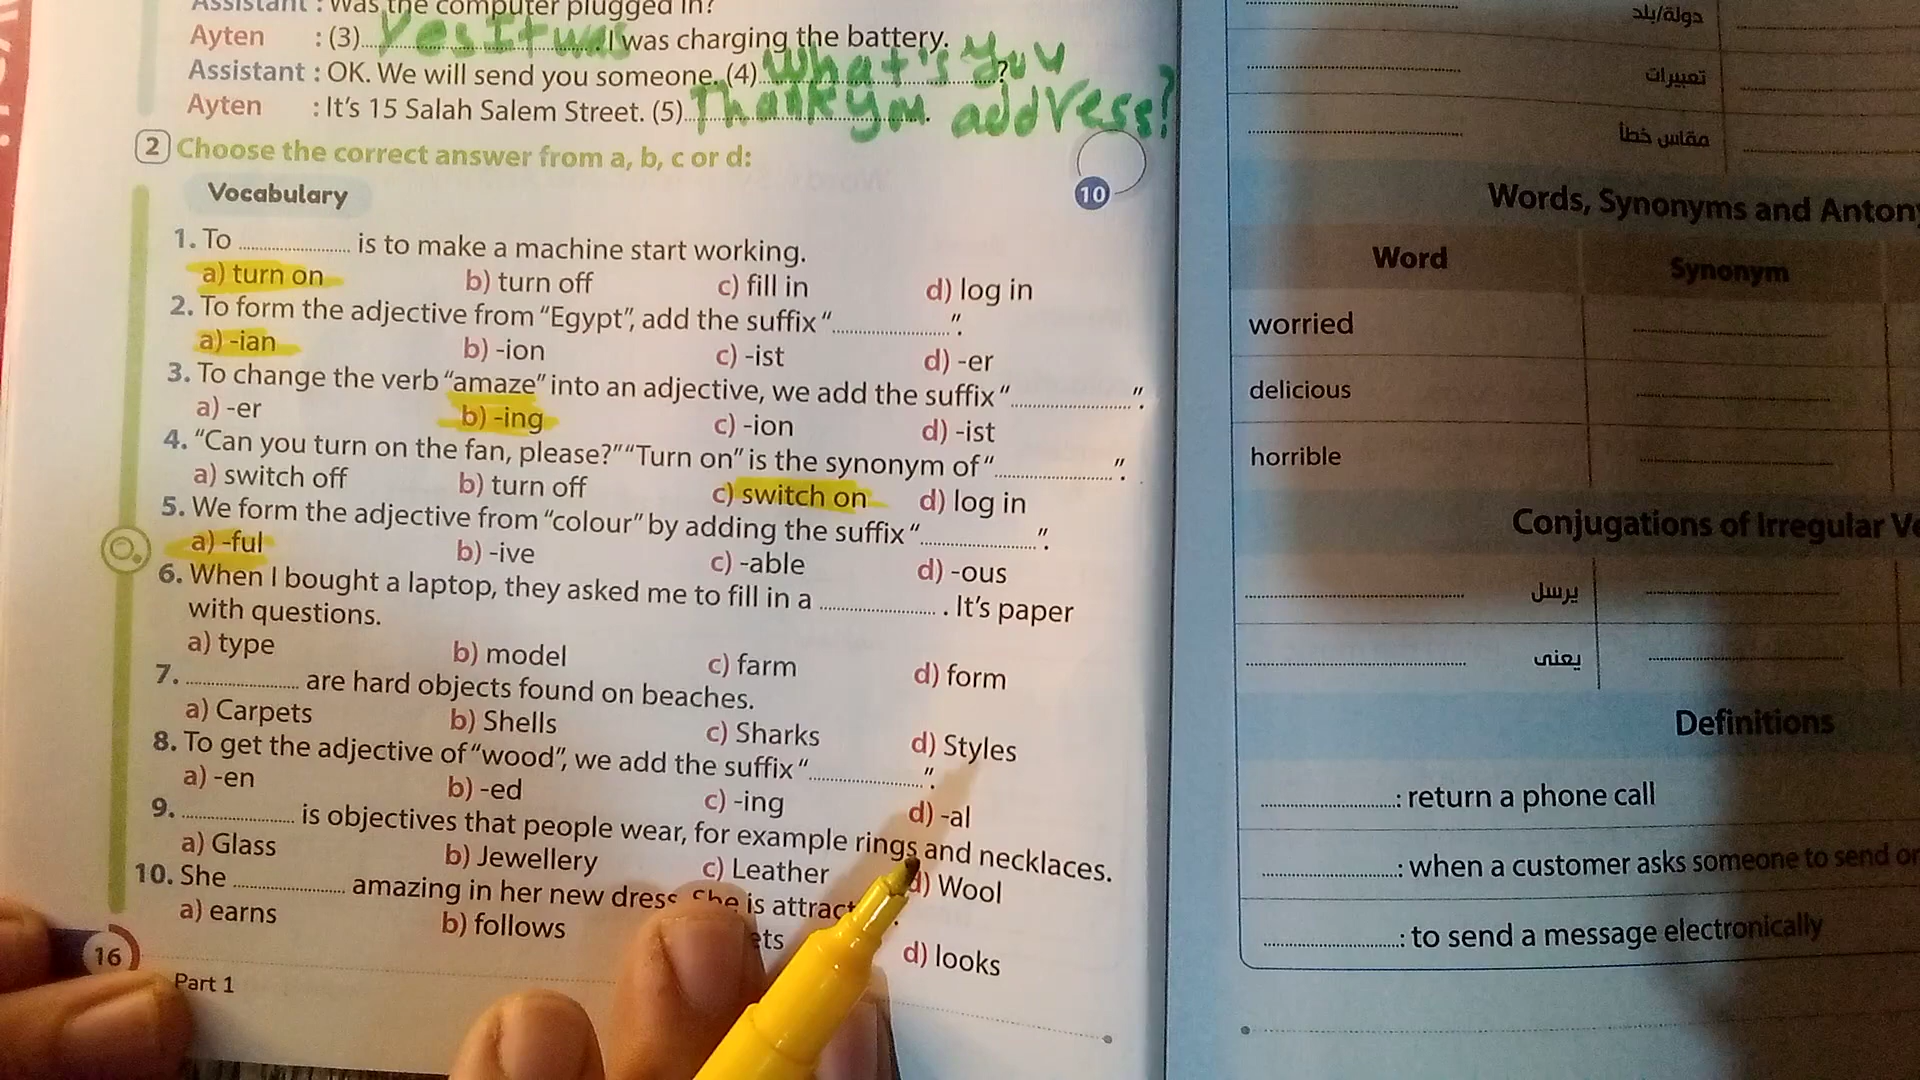 Assistant : Was the computer plugged in?
Ayten : (3) Yes It was . I was charging the battery.
Assistant : OK. We will send you someone. (4) What's You ?
Ayten : It's 15 Salah Salem Street. (5) Thank you . address?
2 Choose the correct answer from a, b, c or d:
10
Vocabulary
1. To ............ is to make a machine start working.
a) turn on b) turn off c) fill in d) log in
2. To form the adjective from “Egypt”, add the suffix “............”.
a) -ian b) -ion c) -ist d) -er
3. To change the verb “amaze” into an adjective, we add the suffix “............”.
a) -er b) -ing c) -ion d) -ist
4. “Can you turn on the fan, please?” “Turn on” is the synonym of “............”.
a) switch off b) turn off c) switch on d) log in
5. We form the adjective from “colour” by adding the suffix “............”.
a) -ful b) -ive c) -able d) -ous
6. When I bought a laptop, they asked me to fill in a ............ . It's paper
with questions.
a) type b) model c) farm d) form
7. ............ are hard objects found on beaches.
a) Carpets b) Shells c) Sharks d) Styles
8. To get the adjective of “wood”, we add the suffix “............”.
a) -en b) -ed c) -ing d) -al
9. ............ is objectives that people wear, for example rings and necklaces.
a) Glass b) Jewellery c) Leather d) Wool
10. She ............ amazing in her new dress. She is
a) earns b) follows d) looks
16
Part 1
دولة/بلد
تعبيرات
مقاس خطأ
Words, Synonyms and
Word Synonym
worried
delicious
horrible
Conjugations of Irregular
يرسل
يعنى
Definitions
............: return a phone call
............: when a customer asks someone to send
............: to send a message electronically